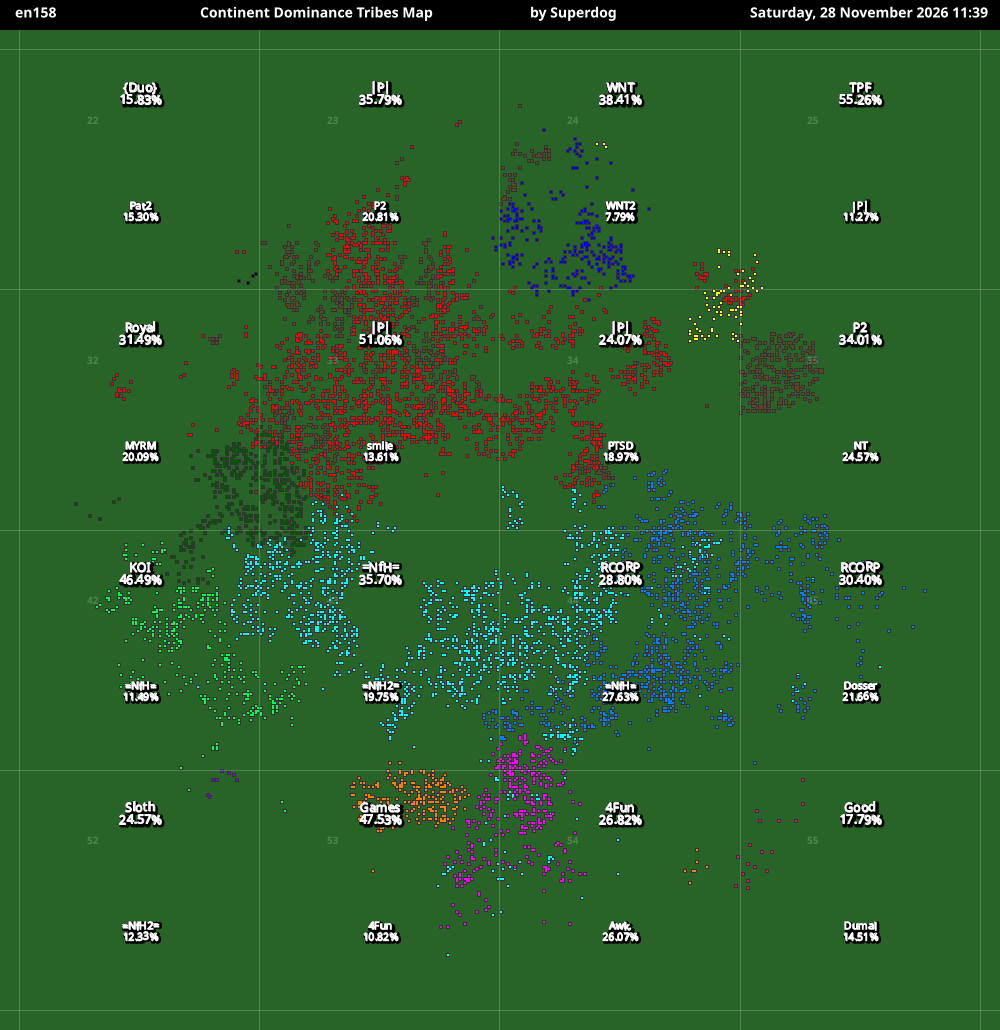 en158 Continent Dominance Tribes Map by Superdog Saturday, 28 November 2026 11:39
{Duo} |P| WNT TPF
15.83% 35.79% 38.41% 55.26%
22 23 24 25
Pat2 P2 WNT2 |P|
15.30% 20.81% 7.79% 11.27%
Royal |P| |P| P2
31.49% 51.06% 24.07% 34.01%
32 34
MYRM smile PTSD NT
20.09% 13.61% 18.97% 24.57%
KOI =NfH= RCORP RCORP
46.49% 35.70% 28.80% 30.40%
42
=NfH= =NfH2= =NfH= Dosser
11.49% 19.75% 27.63% 21.66%
Sloth Games 4Fun Good
24.57% 47.53% 26.82% 17.79%
52 53 54 55
=NfH2= 4Fun Awk Dumal
12.33% 10.82% 26.07% 14.51%